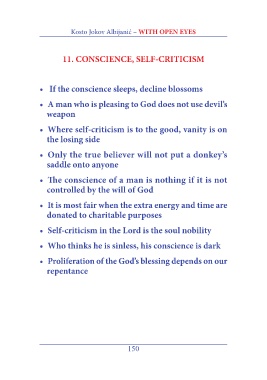 Kosto Jokov Albijanić – WITH OPEN EYES
11. CONSCIENCE, SELF-CRITICISM
• If the conscience sleeps, decline blossoms
• A man who is pleasing to God does not use devil's
weapon
• Where self-criticism is to the good, vanity is on
the losing side
• Only the true believer will not put a donkey's
saddle onto anyone
• The conscience of a man is nothing if it is not
controlled by the will of God
• It is most fair when the extra energy and time are
donated to charitable purposes
• Self-criticism in the Lord is the soul nobility
• Who thinks he is sinless, his conscience is dark
• Proliferation of the God's blessing depends on our
repentance
150